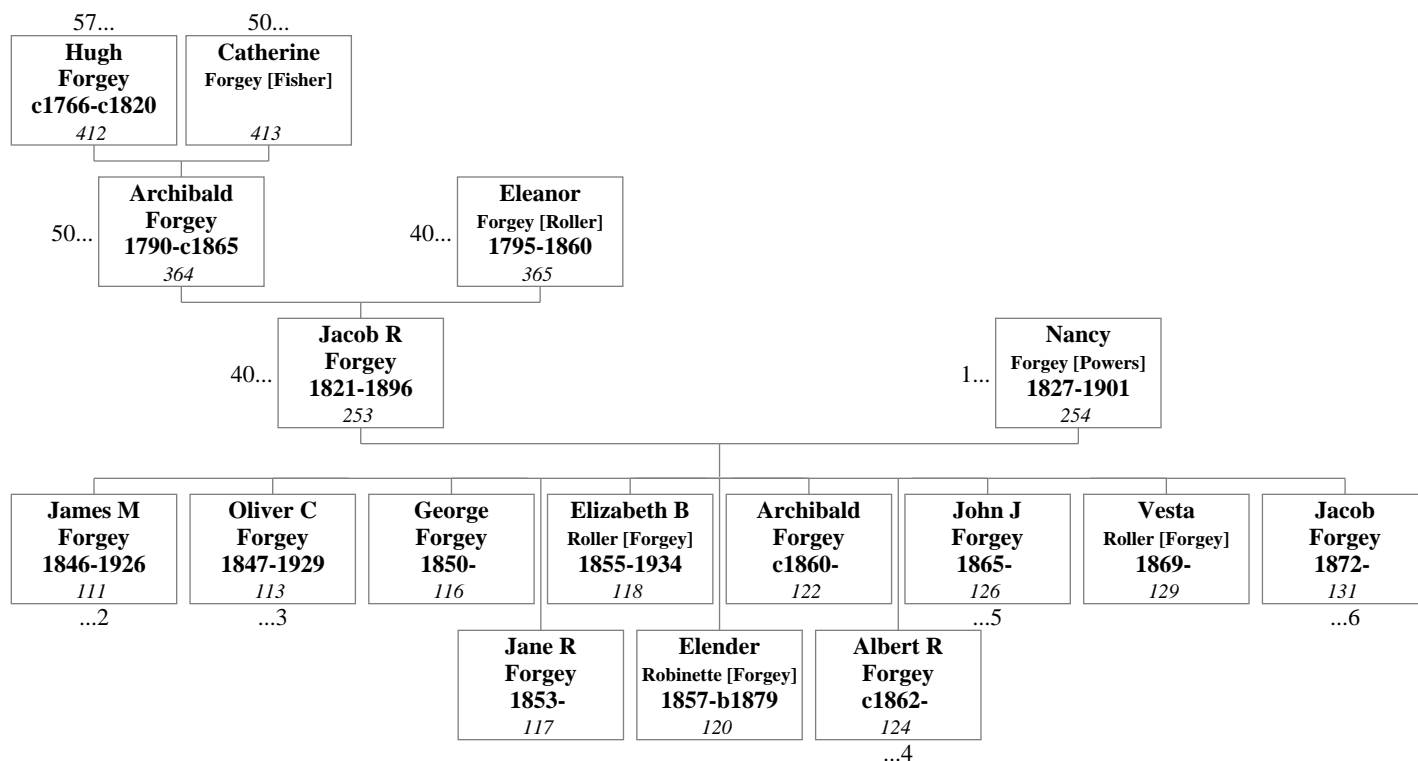 57...
50...
Hugh
Forgey
c1766-c1820
412
Catherine
Forgey [Fisher]
413
50...
Archibald
Forgey
1790-c1865
364
40...
Eleanor
Forgey [Roller]
1795-1860
365
40...
Jacob R
Forgey
1821-1896
253
1...
Nancy
Forgey [Powers]
1827-1901
254
James M
Forgey
1846-1926
111
...2
Oliver C
Forgey
1847-1929
113
...3
George
Forgey
1850-
116
Elizabeth B
Roller [Forgey]
1855-1934
118
Archibald
Forgey
c1860-
122
John J
Forgey
1865-
126
...5
Vesta
Roller [Forgey]
1869-
129
Jacob
Forgey
1872-
131
...6
Jane R
Forgey
1853-
117
Elender
Robinette [Forgey]
1857-b1879
120
Albert R
Forgey
c1862-
124
...4